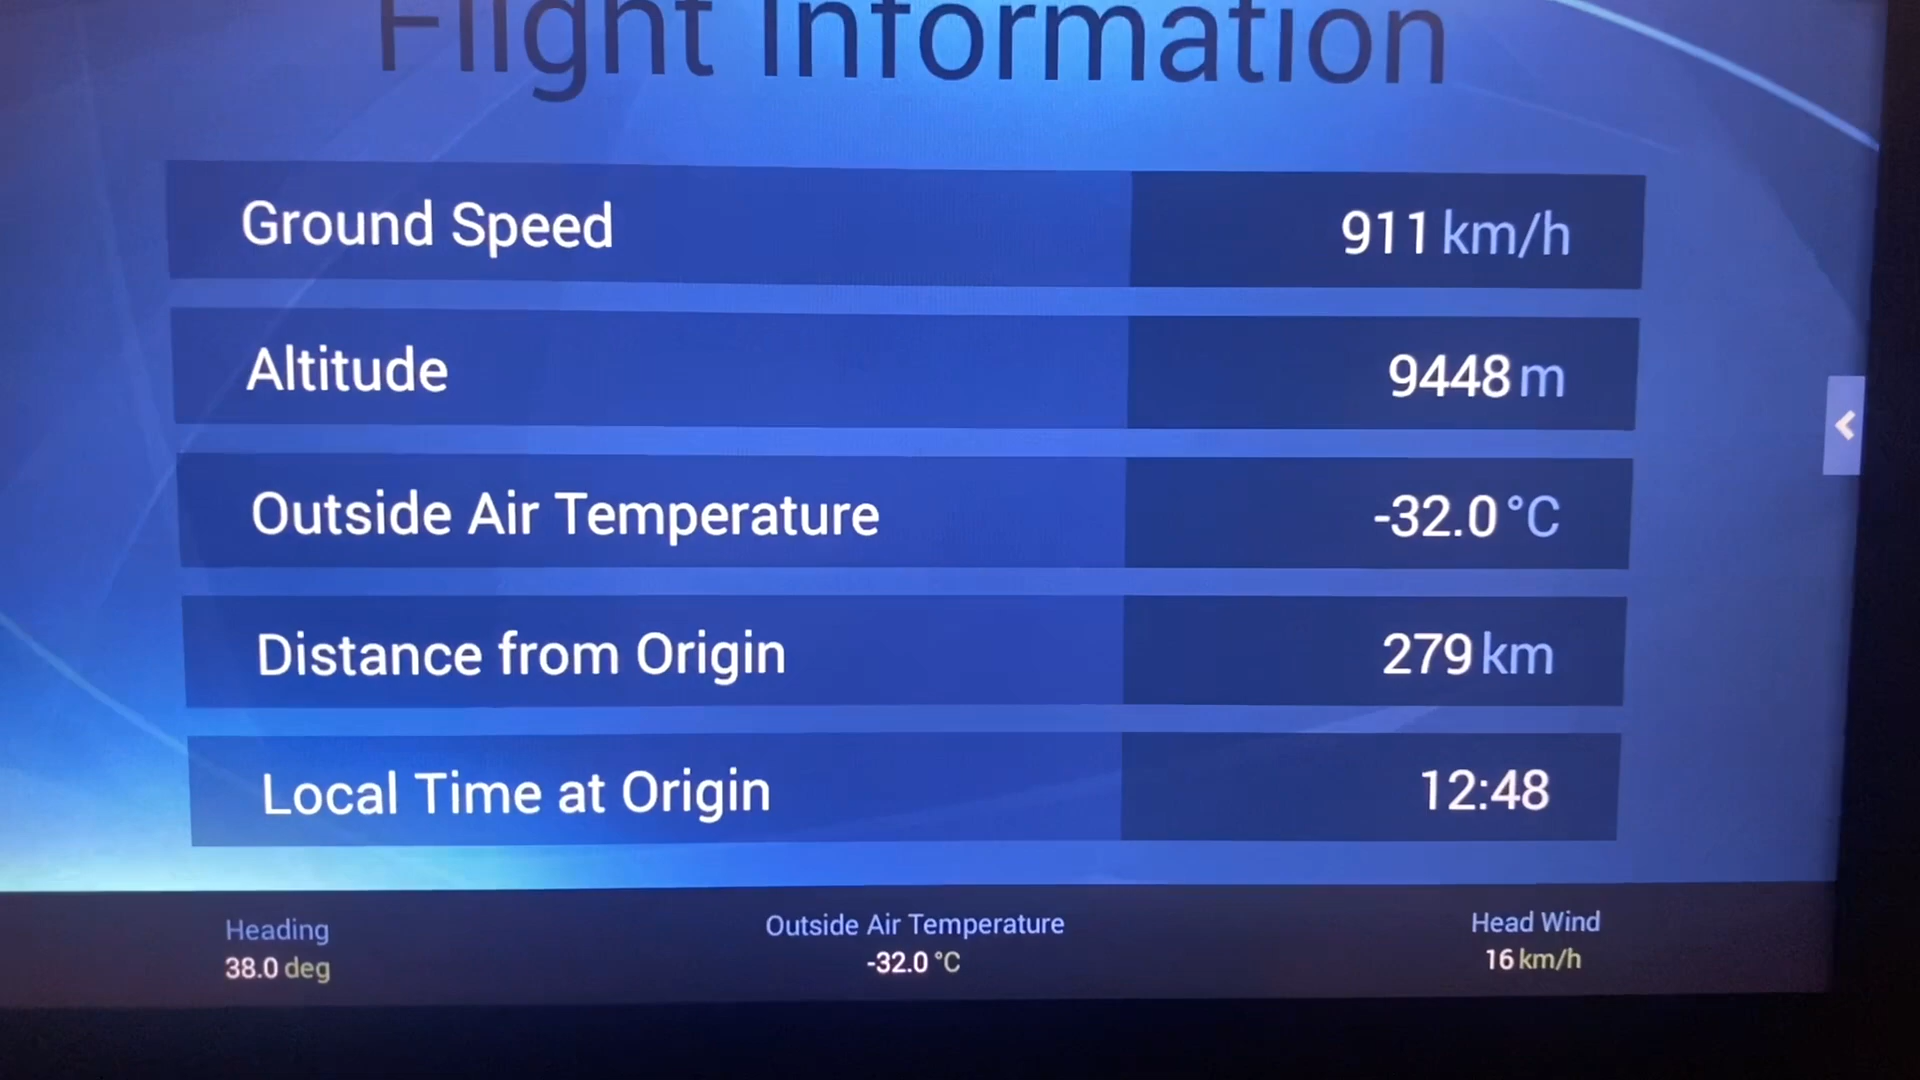 Flight Information
Ground Speed 911 km/h
Altitude 9448 m
Outside Air Temperature -32.0 °C
Distance from Origin 279 km
Local Time at Origin 12:48
Heading Outside Air Temperature Head Wind
38.0 deg -32.0 °C 16 km/h